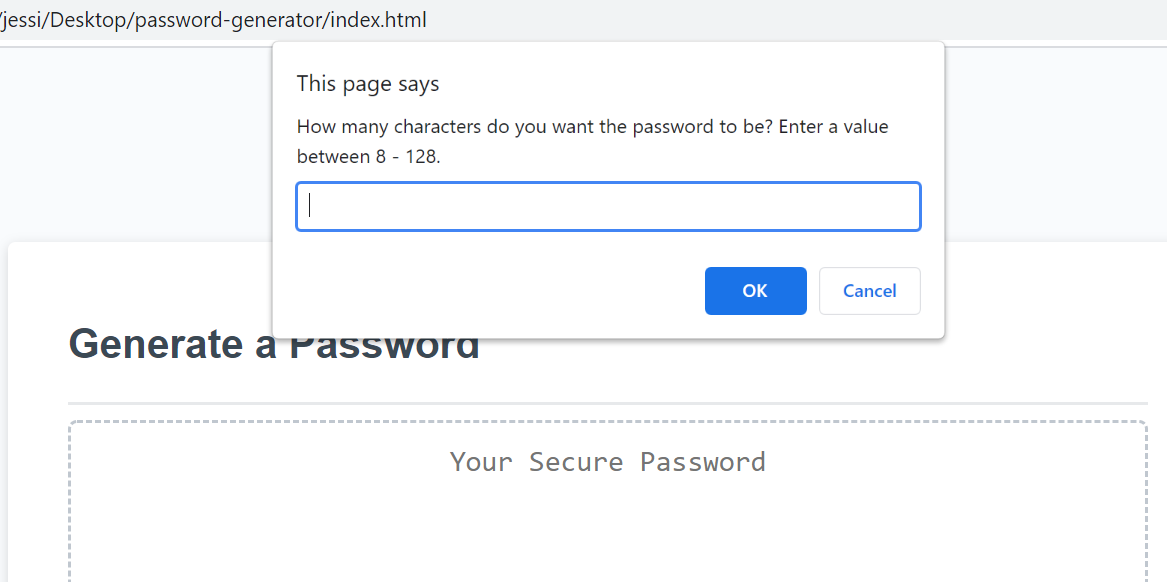 /jessi/Desktop/password-generator/index.html
This page says
How many characters do you want the password to be? Enter a value
between 8 - 128.
OK
Cancel
Generate a Password
Your Secure Password